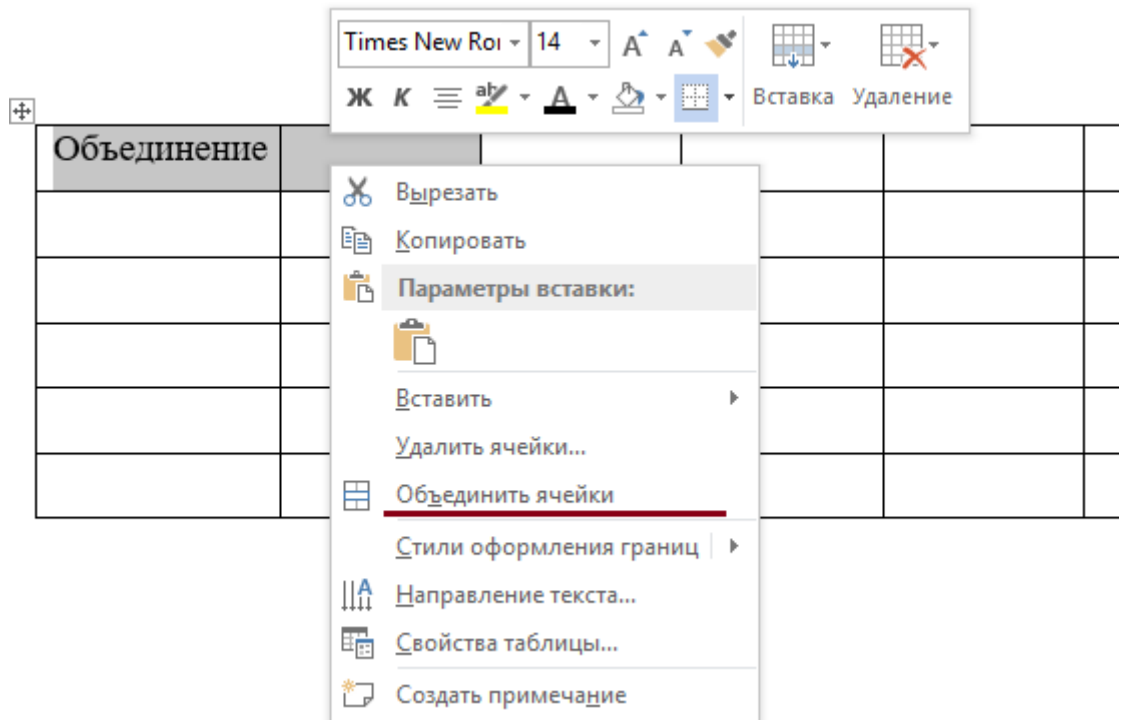 Times New Roı 14
Ж К Вставка Удаление
Объединение
Вырезать
Копировать
Параметры вставки:
Вставить
Удалить ячейки...
Объединить ячейки
Стили оформления границ
Направление текста...
Свойства таблицы...
Создать примечание